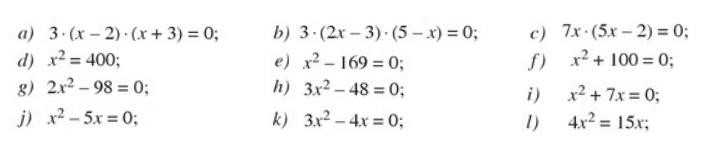 a) 3·(x – 2)·(x + 3) = 0; b) 3·(2x – 3)·(5 – x) = 0; c) 7x·(5x – 2) = 0;
d) x² = 400; e) x² – 169 = 0; f) x² + 100 = 0;
g) 2x² – 98 = 0; h) 3x² – 48 = 0; i) x² + 7x = 0;
j) x² – 5x = 0; k) 3x² – 4x = 0; l) 4x² = 15x;